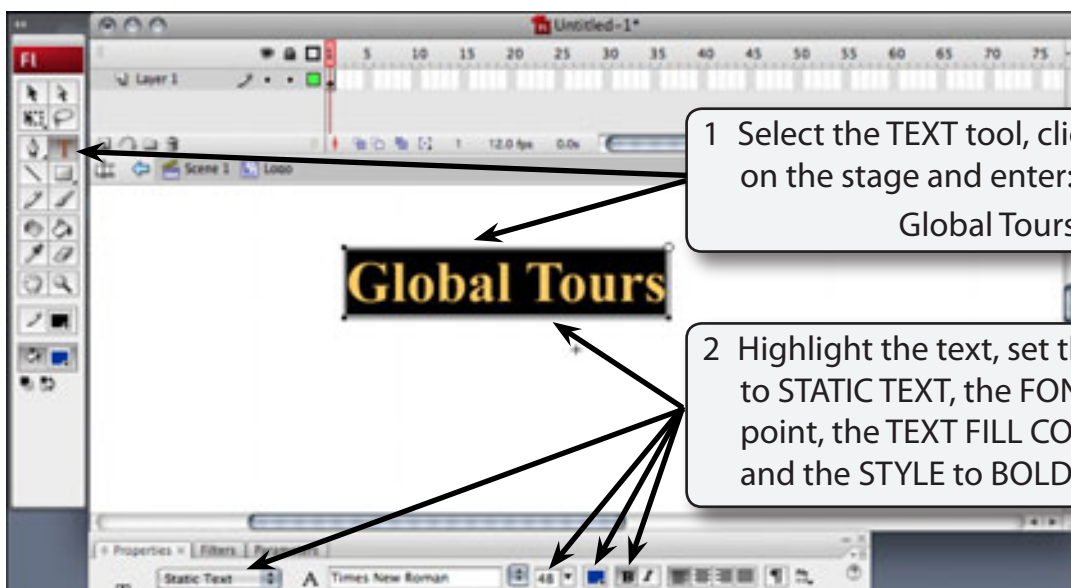 Untitled-1*
Fl
5 10 15 20 25 30 35 40 45 50 55 60 65 70 75
Layer 1
1 12.0 fps 0.0s
Scene 1 Logo
1 Select the TEXT tool, clic
on the stage and enter:
Global Tours
Global Tours
2 Highlight the text, set th
to STATIC TEXT, the FON
point, the TEXT FILL CO
and the STYLE to BOLD
Properties × Filters Parameters
Static Text A Times New Roman 48 B I